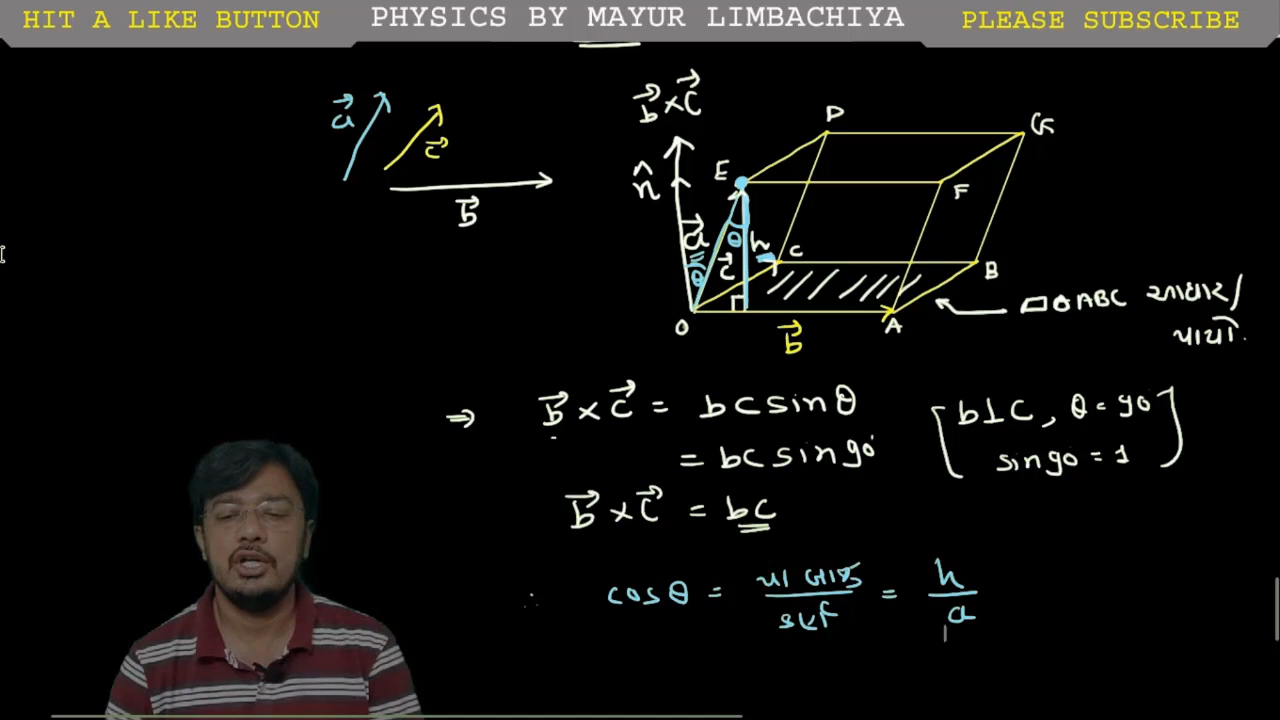 HIT A LIKE BUTTON
PHYSICS BY MAYUR LIMBACHIYA
PLEASE SUBSCRIBE
a⃗
c⃗
b⃗
b⃗ × c⃗
n̂
a⃗
θ
θ
h
c⃗
b⃗
O
A
B
C
D
E
F
G
▱ OABC આધાર/
પાયો.
⇒ b⃗ × c⃗ = bc sinθ
= bc sin90°
[b⊥c, θ = 90
sin90 = 1]
b⃗ × c⃗ = bc
∴ cosθ = પા બાજુ / કર્ણ = h / a